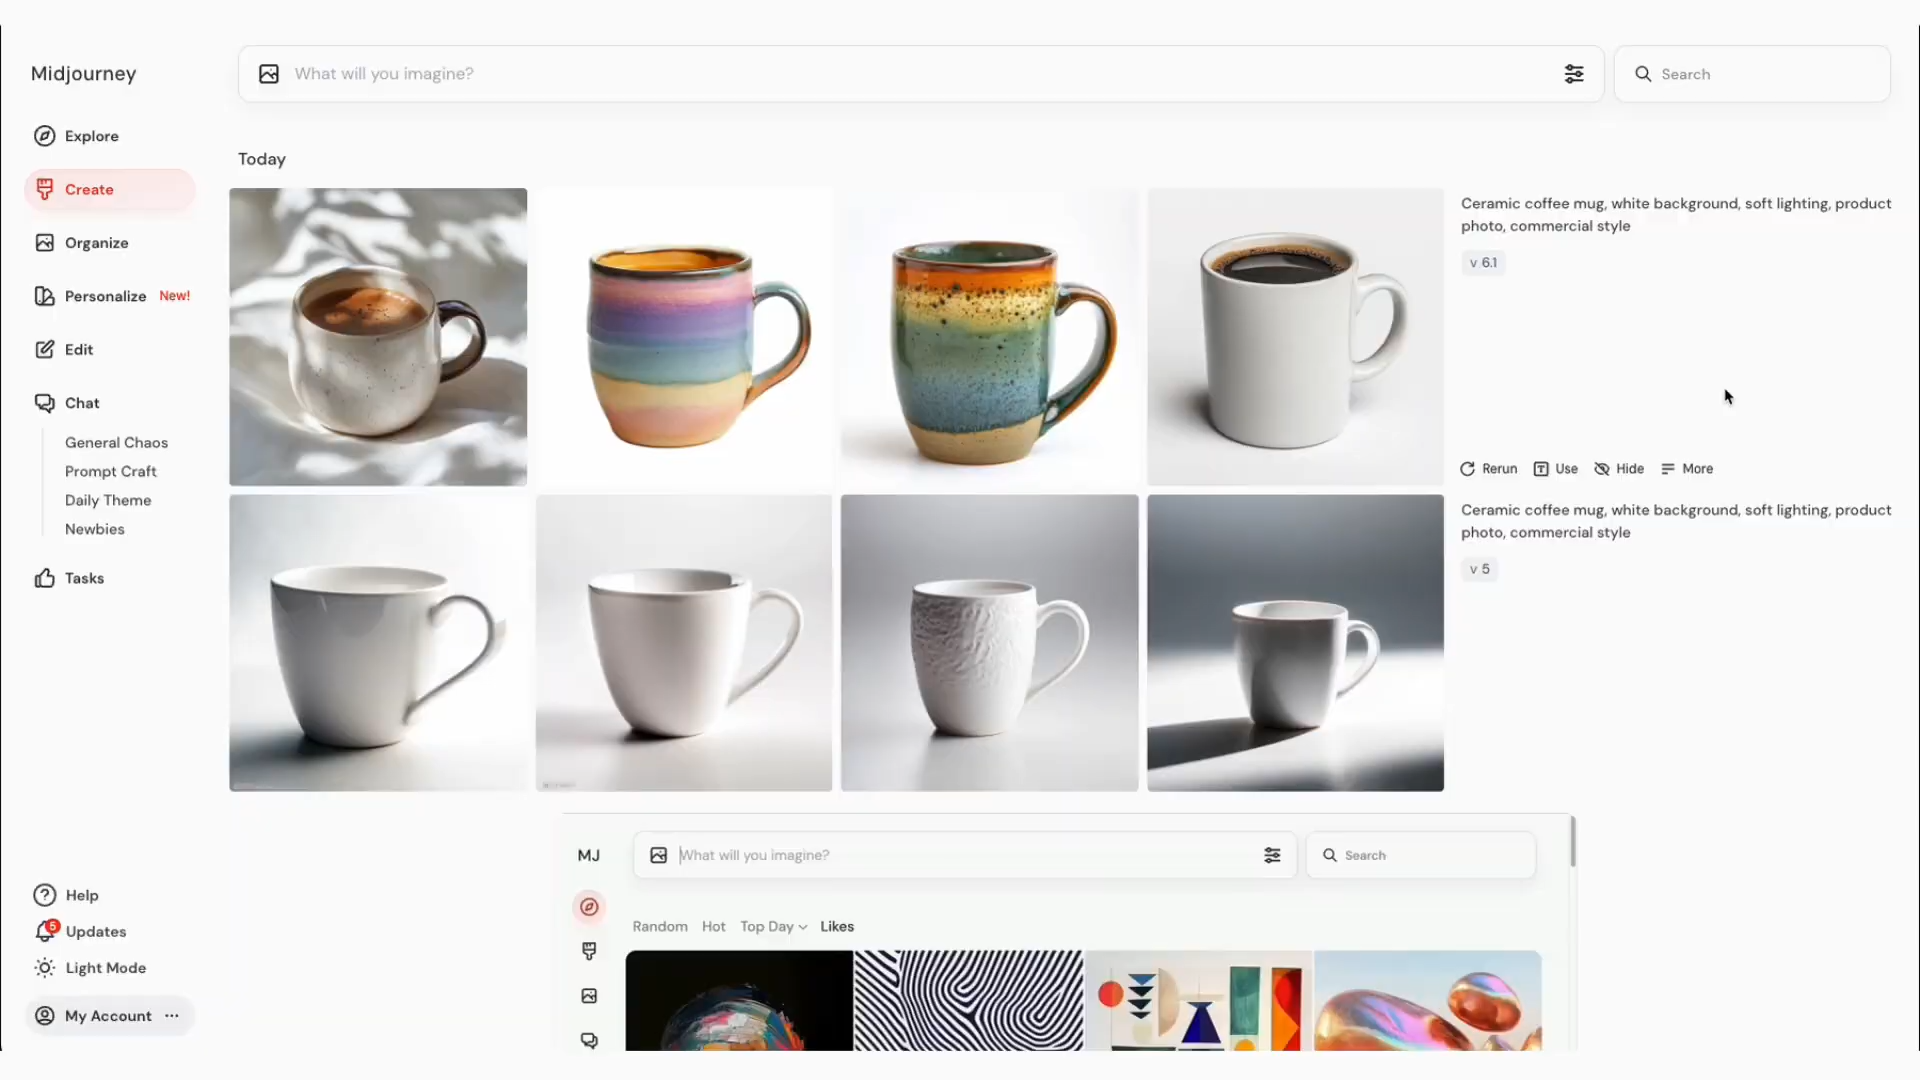 Midjourney
What will you imagine?
Search
Explore
Create
Organize
Personalize New!
Edit
Chat
General Chaos
Prompt Craft
Daily Theme
Newbies
Tasks
Help
5
Updates
Light Mode
My Account ...
Today
Ceramic coffee mug, white background, soft lighting, product
photo, commercial style
v 6.1
Rerun Use Hide More
Ceramic coffee mug, white background, soft lighting, product
photo, commercial style
v 5
MJ
What will you imagine?
Search
Random Hot Top Day Likes